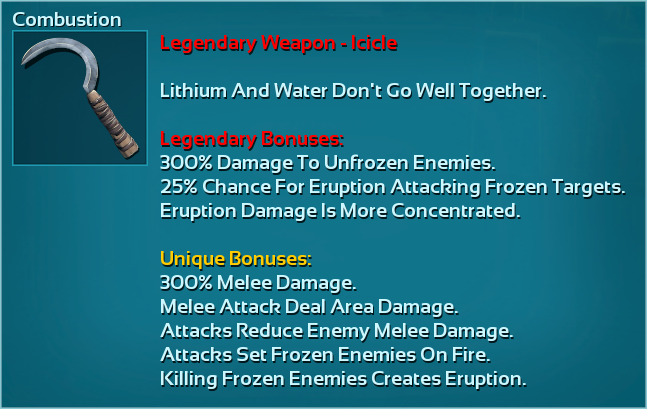 Combustion
Legendary Weapon - Icicle
Lithium And Water Don't Go Well Together.
Legendary Bonuses:
300% Damage To Unfrozen Enemies.
25% Chance For Eruption Attacking Frozen Targets.
Eruption Damage Is More Concentrated.
Unique Bonuses:
300% Melee Damage.
Melee Attack Deal Area Damage.
Attacks Reduce Enemy Melee Damage.
Attacks Set Frozen Enemies On Fire.
Killing Frozen Enemies Creates Eruption.